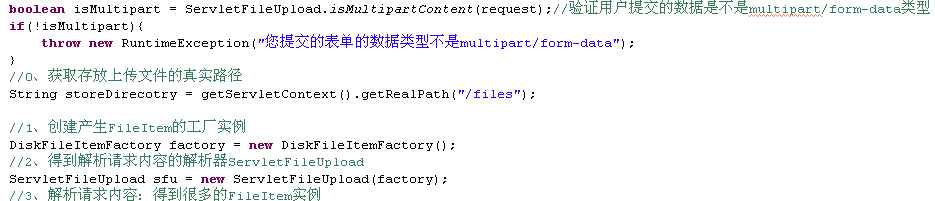 boolean isMultipart = ServletFileUpload.isMultipartContent(request);//验证用户提交的数据是不是multipart/form-data类型
if(!isMultipart){
    throw new RuntimeException("您提交的表单的数据类型不是multipart/form-data");
}
//0、获取存放上传文件的真实路径
String storeDirecotry = getServletContext().getRealPath("/files");

//1、创建产生FileItem的工厂实例
DiskFileItemFactory factory = new DiskFileItemFactory();
//2、得到解析请求内容的解析器ServletFileUpload
ServletFileUpload sfu = new ServletFileUpload(factory);
//3、解析请求内容：得到很多的FileItem实例